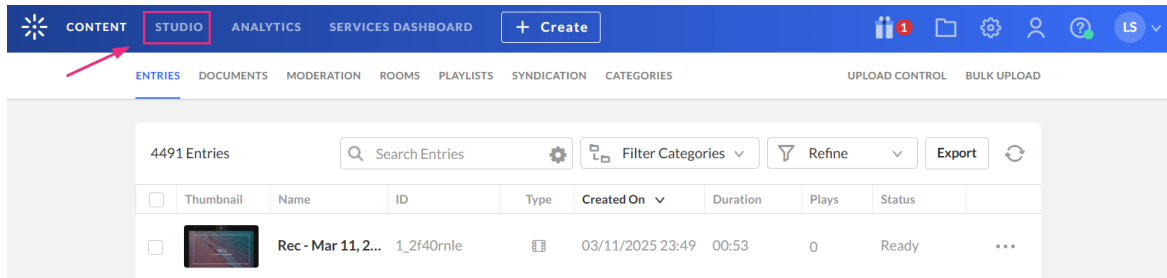 CONTENT STUDIO ANALYTICS SERVICES DASHBOARD + Create 1 LS
ENTRIES DOCUMENTS MODERATION ROOMS PLAYLISTS SYNDICATION CATEGORIES UPLOAD CONTROL BULK UPLOAD
4491 Entries Search Entries Filter Categories Refine Export
Thumbnail Name ID Type Created On Duration Plays Status
Rec - Mar 11, 2... 1_2f40rnle 03/11/2025 23:49 00:53 0 Ready